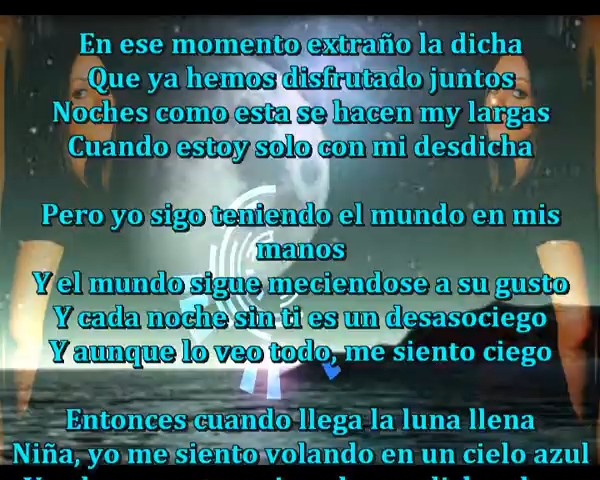 En ese momento extraño la dicha
Que ya hemos disfrutado juntos
Noches como esta se hacen my largas
Cuando estoy solo con mi desdicha
Pero yo sigo teniendo el mundo en mis
manos
Y el mundo sigue meciendose a su gusto
Y cada noche sin ti es un desasociego
Y aunque lo veo todo, me siento ciego
Entonces cuando llega la luna llena
Niña, yo me siento volando en un cielo azul